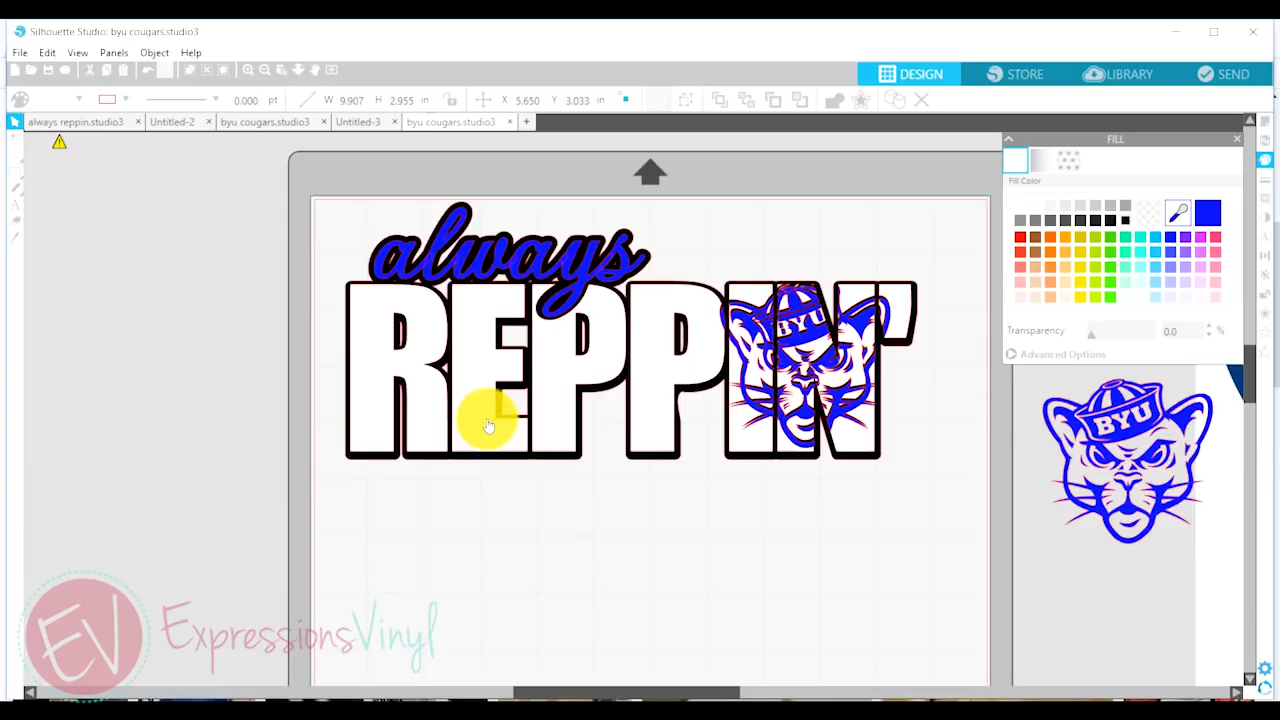 Silhouette Studio: byu cougars.studio3
File Edit View Panels Object Help
DESIGN STORE LIBRARY SEND
0.000 pt W 9.907 H 2.955 in X 5.650 Y 3.033 in
always reppin.studio3 × Untitled-2 × byu cougars.studio3 × Untitled-3 × byu cougars.studio3 × +
FILL
Fill Color
always
REPPIN'
BYU
Transparency 0.0 %
Advanced Options
BYU
EV ExpressionsVinyl